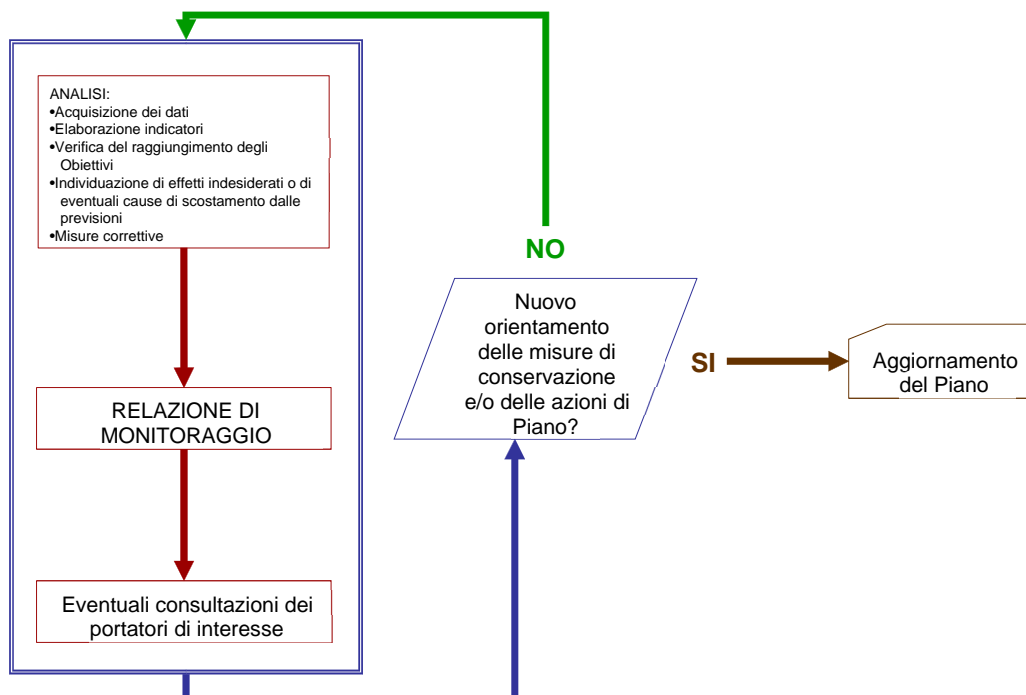 ANALISI:
•Acquisizione dei dati
•Elaborazione indicatori
•Verifica del raggiungimento degli
Obiettivi
•Individuazione di effetti indesiderati o di
eventuali cause di scostamento dalle
previsioni
•Misure correttive
RELAZIONE DI
MONITORAGGIO
Eventuali consultazioni dei
portatori di interesse
NO
Nuovo
orientamento
delle misure di
conservazione
e/o delle azioni di
Piano?
SI
Aggiornamento
del Piano